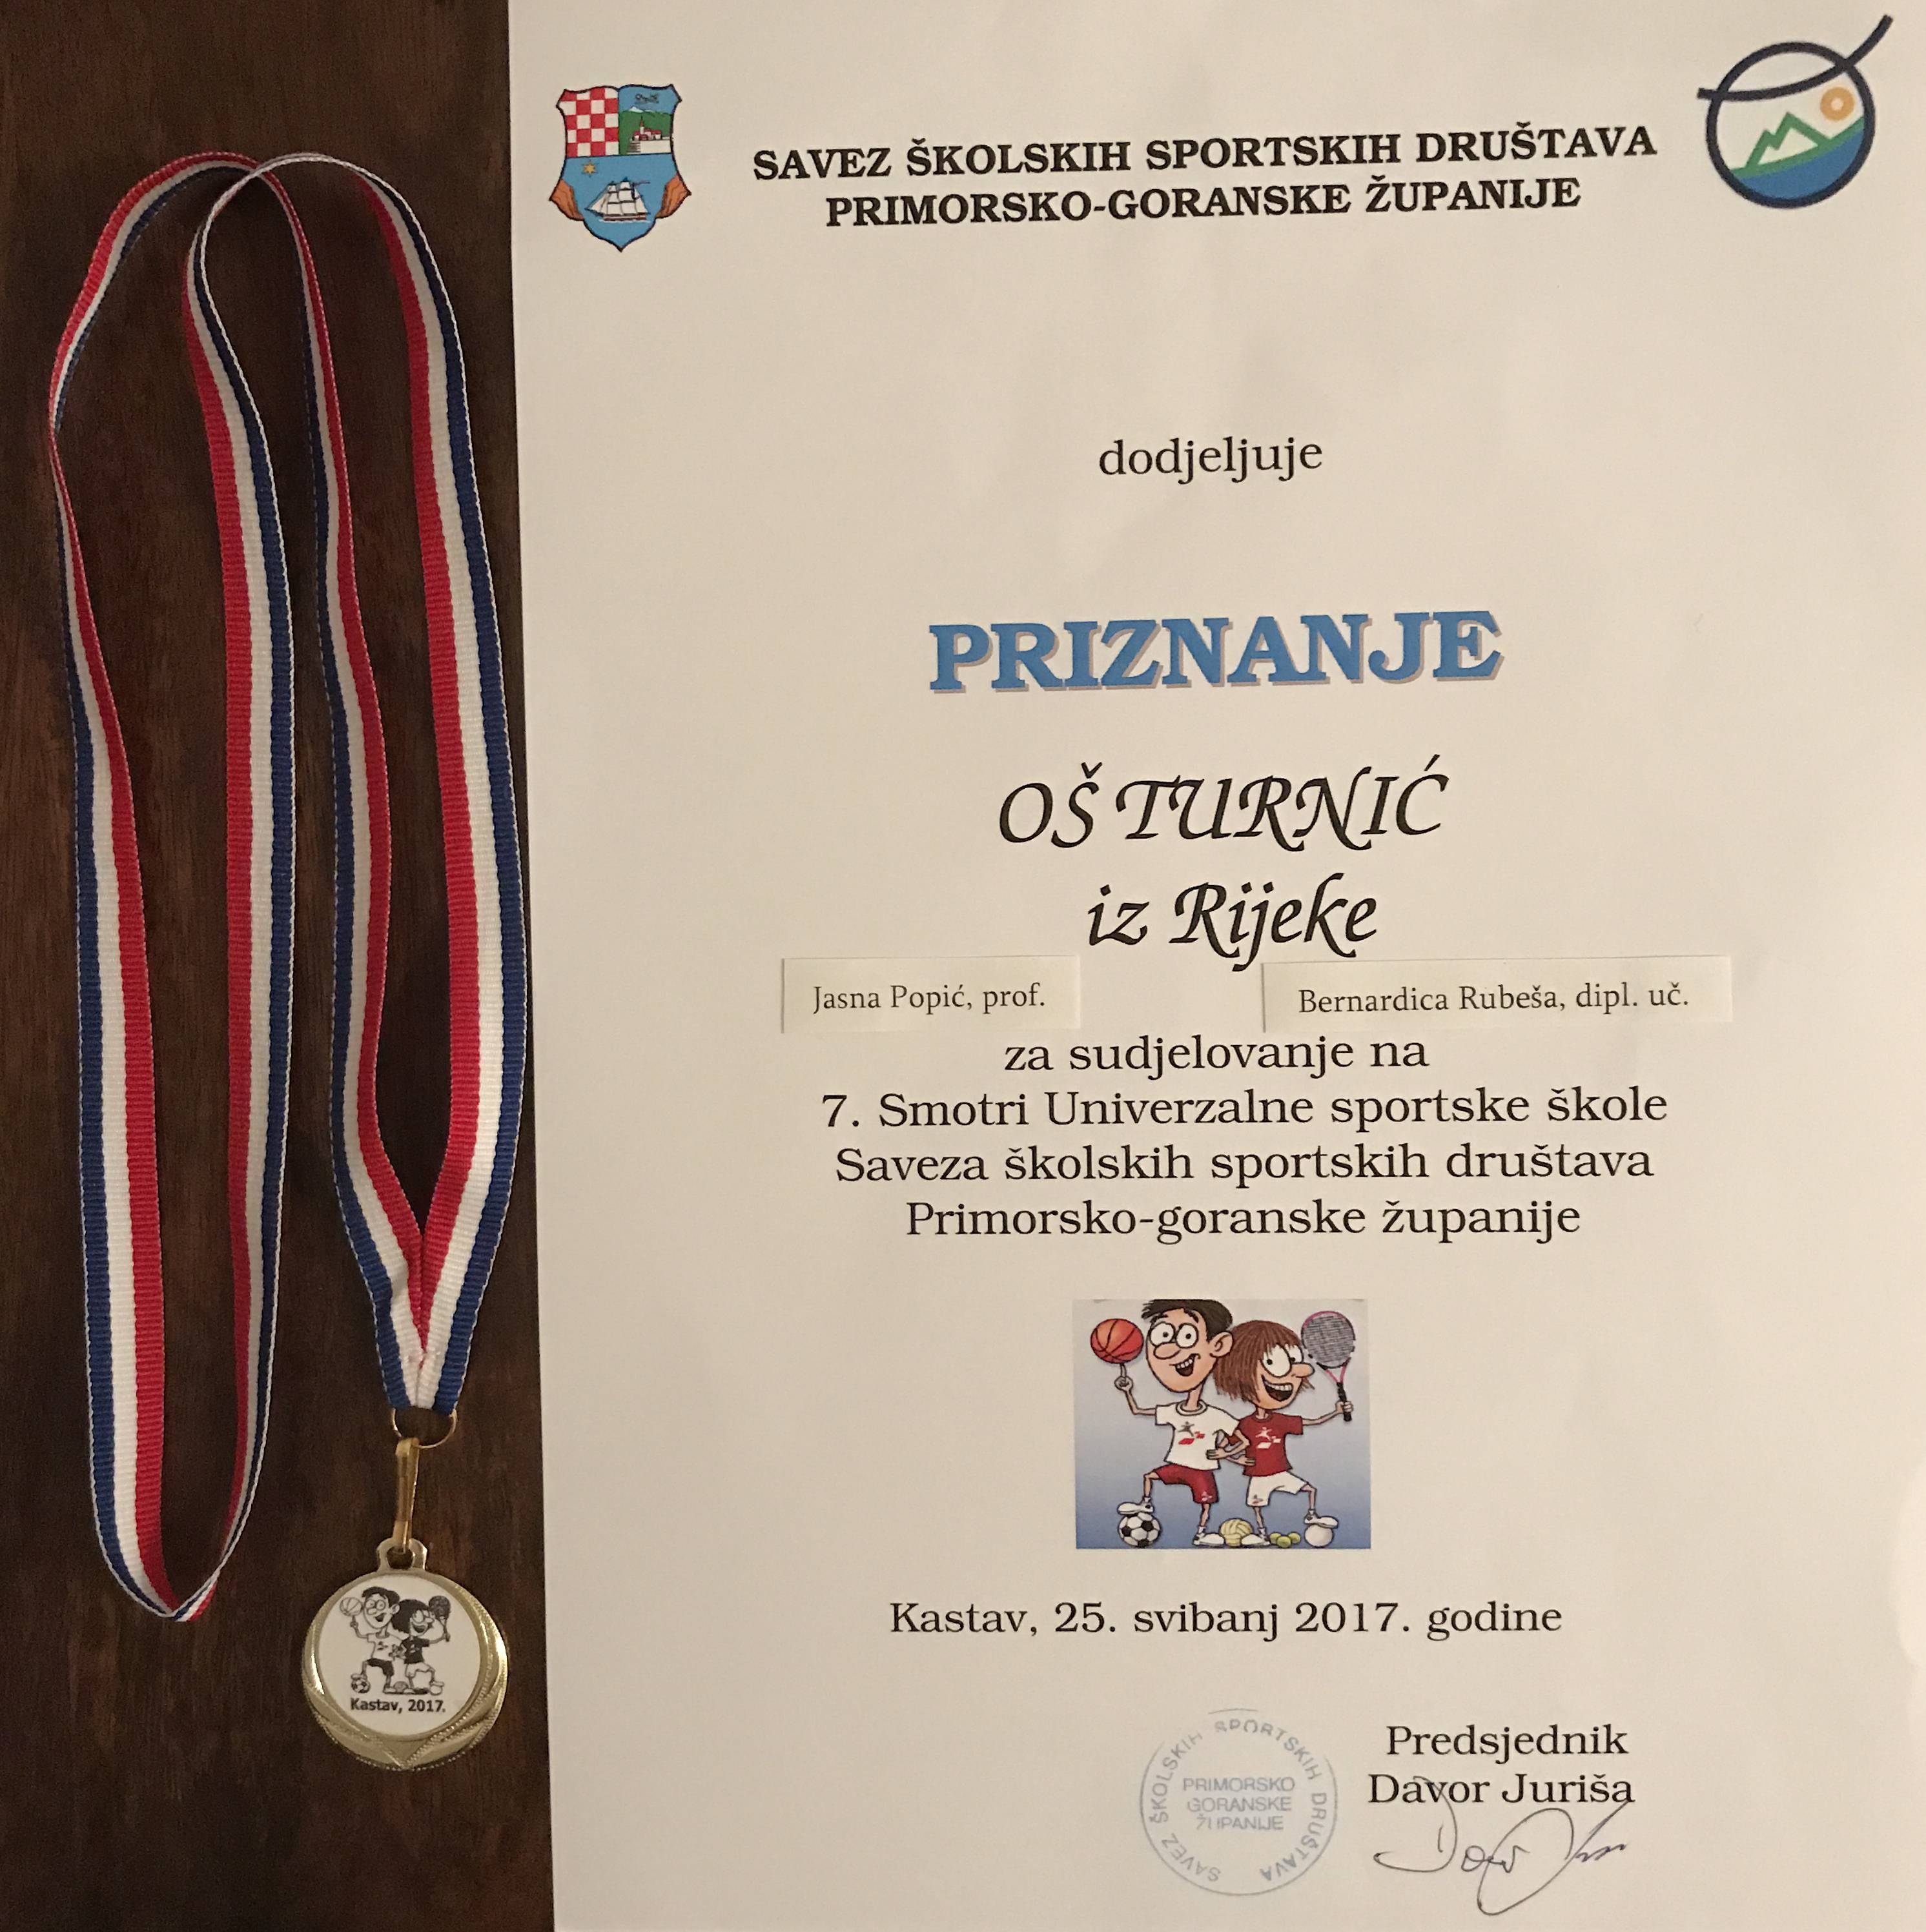 SAVEZ ŠKOLSKIH SPORTSKIH DRUŠTAVA
PRIMORSKO-GORANSKE ŽUPANIJE
dodjeljuje
PRIZNANJE
OŠ TURNIĆ
iz Rijeke
Jasna Popić, prof.
Bernardica Rubeša, dipl. uč.
za sudjelovanje na
7. Smotri Univerzalne sportske škole
Saveza školskih sportskih društava
Primorsko-goranske županije
Kastav, 25. svibanj 2017. godine
Kastav, 2017.
SAVEZ ŠKOLSKIH SPORTSKIH DRUŠTAVA
PRIMORSKO
GORANSKE
ŽUPANIJE
Predsjednik
Davor Juriša